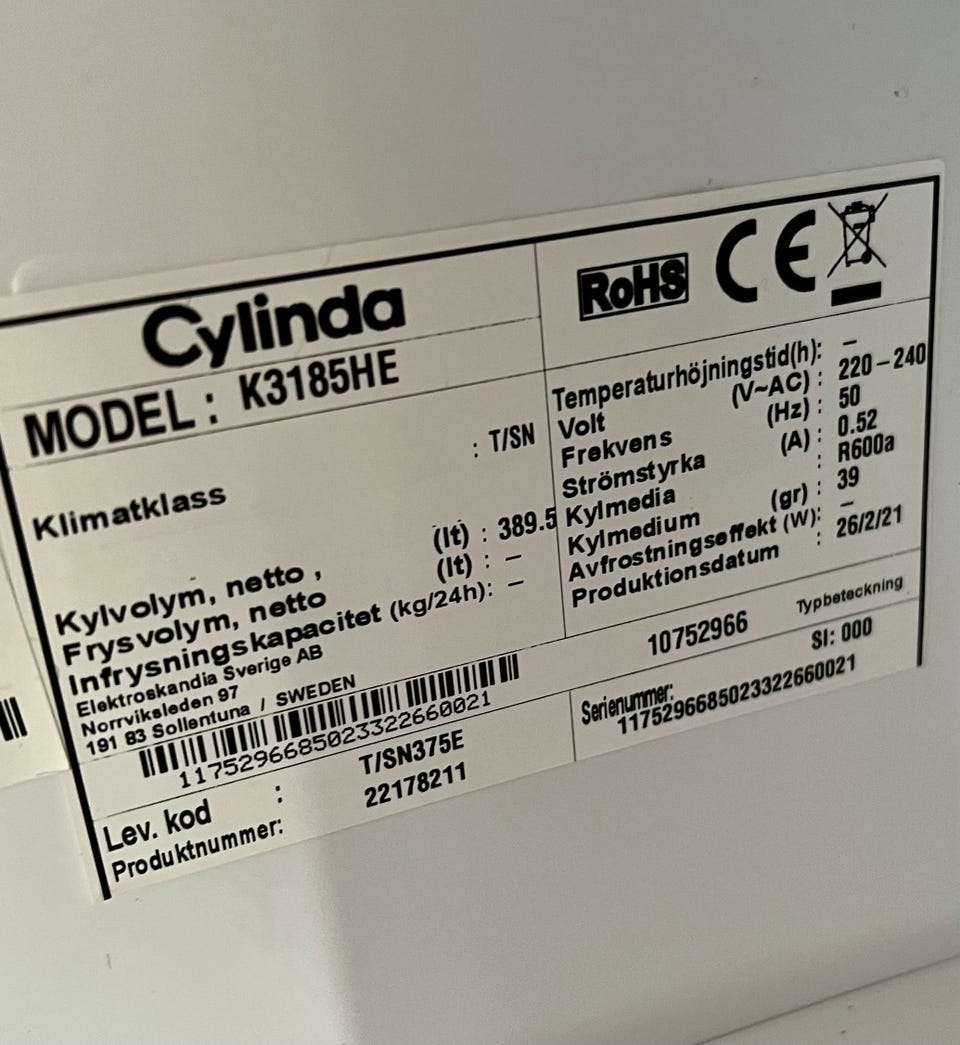 Cylinda
MODEL : K3185HE
Klimatklass : T/SN
Kylvolym, netto , (lt) : 389.5
Frysvolym, netto (lt) : –
Infrysningskapacitet (kg/24h): –
Elektroskandia Sverige AB
Norrviksleden 97
191 83 Sollentuna / SWEDEN
1175296685023322660021
RoHS CE
Temperaturhöjningstid(h): –
Volt (V~AC) : 220–240
Frekvens (Hz) : 50
Strömstyrka (A) : 0.52
Kylmedia : R600a
Kylmedium (gr) : 39
Avfrostningseffekt (W): –
Produktionsdatum : 26/2/21
10752966 Typbeteckning
SI: 000
Serienummer:
1175296685023322660021
Lev. kod : T/SN375E
Produktnummer: 22178211